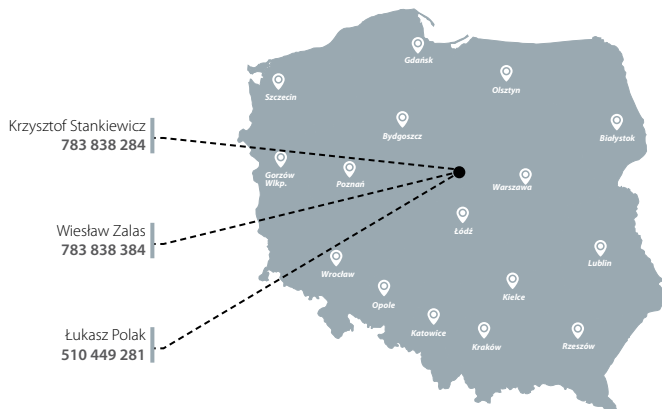 Krzysztof Stankiewicz
783 838 284
Wiesław Zalas
783 838 384
Łukasz Polak
510 449 281
Gdańsk
Olsztyn
Szczecin
Bydgoszcz
Białystok
Gorzów
Wlkp.
Poznań
Warszawa
Łódź
Lublin
Wrocław
Opole
Kielce
Katowice
Kraków
Rzeszów